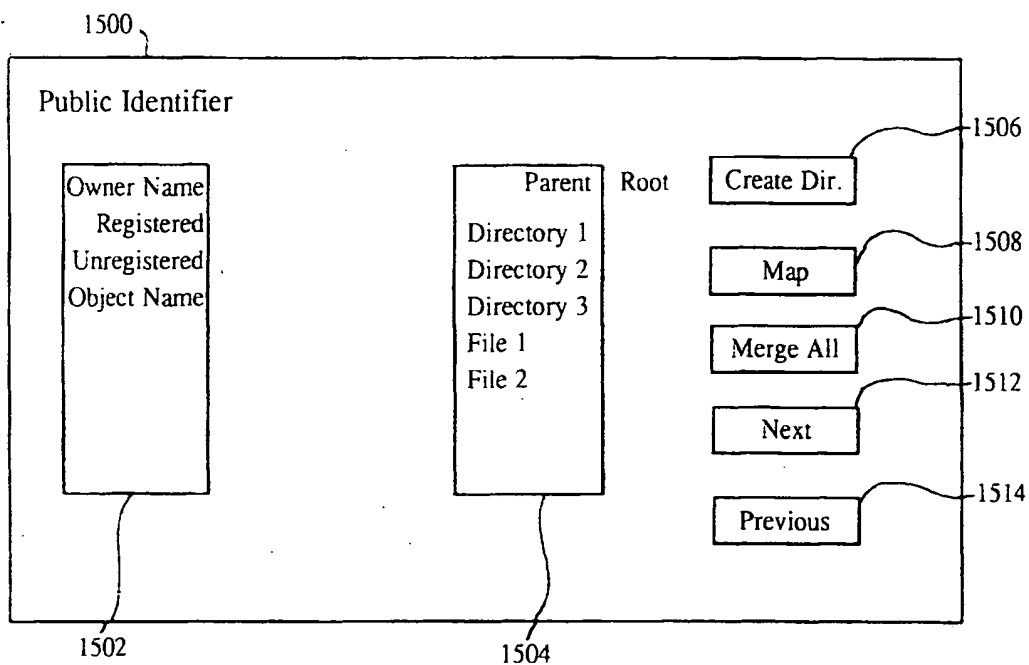 1500
Public Identifier
Owner Name
Registered
Unregistered
Object Name
Parent Root
Directory 1
Directory 2
Directory 3
File 1
File 2
Create Dir.
1506
Map
1508
Merge All
1510
Next
1512
Previous
1514
1502
1504